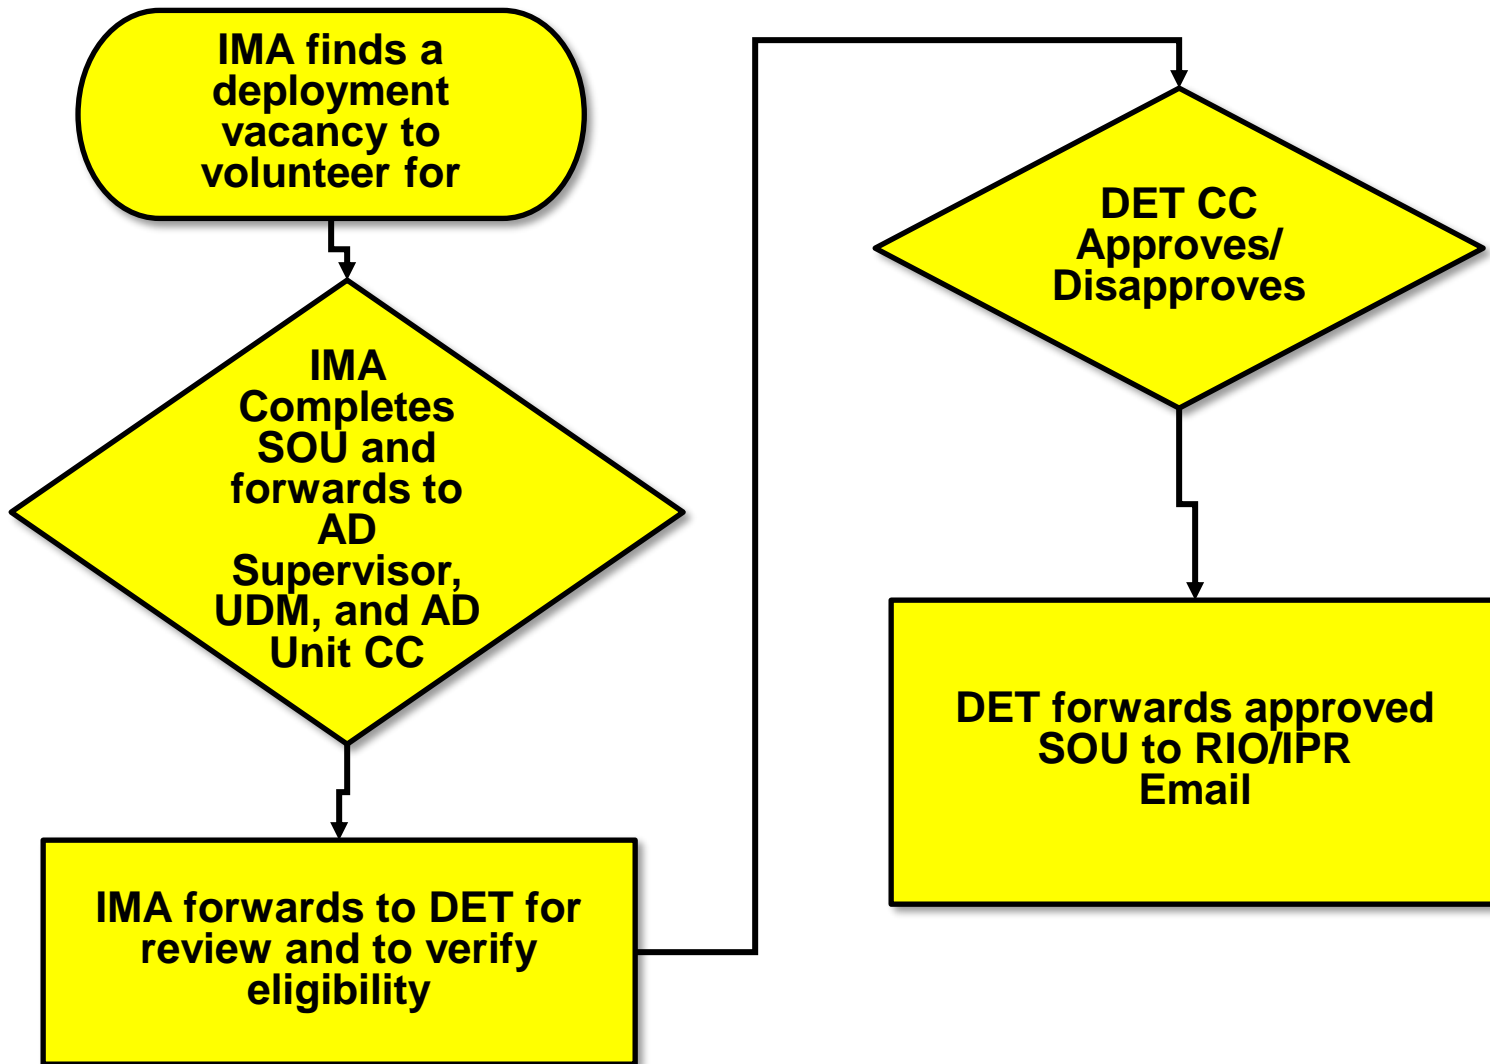 IMA finds a
deployment
vacancy to
volunteer for
IMA
Completes
SOU and
forwards to
AD
Supervisor,
UDM, and AD
Unit CC
IMA forwards to DET for
review and to verify
eligibility
DET CC
Approves/
Disapproves
DET forwards approved
SOU to RIO/IPR
Email